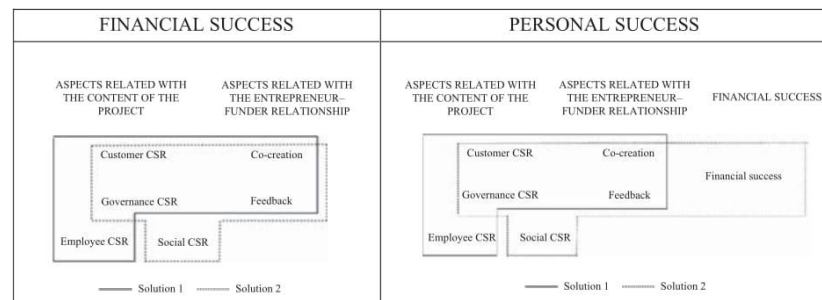 FINANCIAL SUCCESS
ASPECTS RELATED WITH
THE CONTENT OF THE
PROJECT
ASPECTS RELATED WITH
THE ENTREPRENEUR–
FUNDER RELATIONSHIP
Customer CSR
Co-creation
Governance CSR
Feedback
Employee CSR
Social CSR
Solution 1
Solution 2
PERSONAL SUCCESS
ASPECTS RELATED WITH
THE CONTENT OF THE
PROJECT
ASPECTS RELATED WITH
THE ENTREPRENEUR–
FUNDER RELATIONSHIP
FINANCIAL SUCCESS
Customer CSR
Co-creation
Financial success
Governance CSR
Feedback
Employee CSR
Social CSR
Solution 1
Solution 2